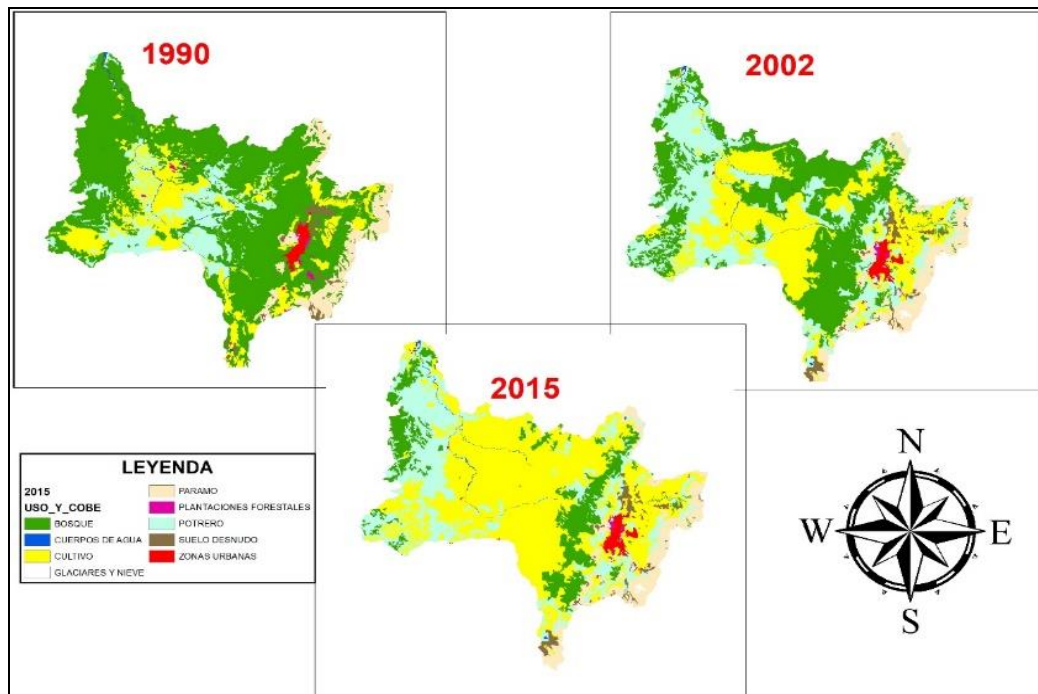 1990
2002
2015
LEYENDA
2015
USO_Y_COBE
BOSQUE
CUERPOS DE AGUA
CULTIVO
GLACIARES Y NIEVE
PARAMO
PLANTACIONES FORESTALES
POTRERO
SUELO DESNUDO
ZONAS URBANAS
N
W
E
S